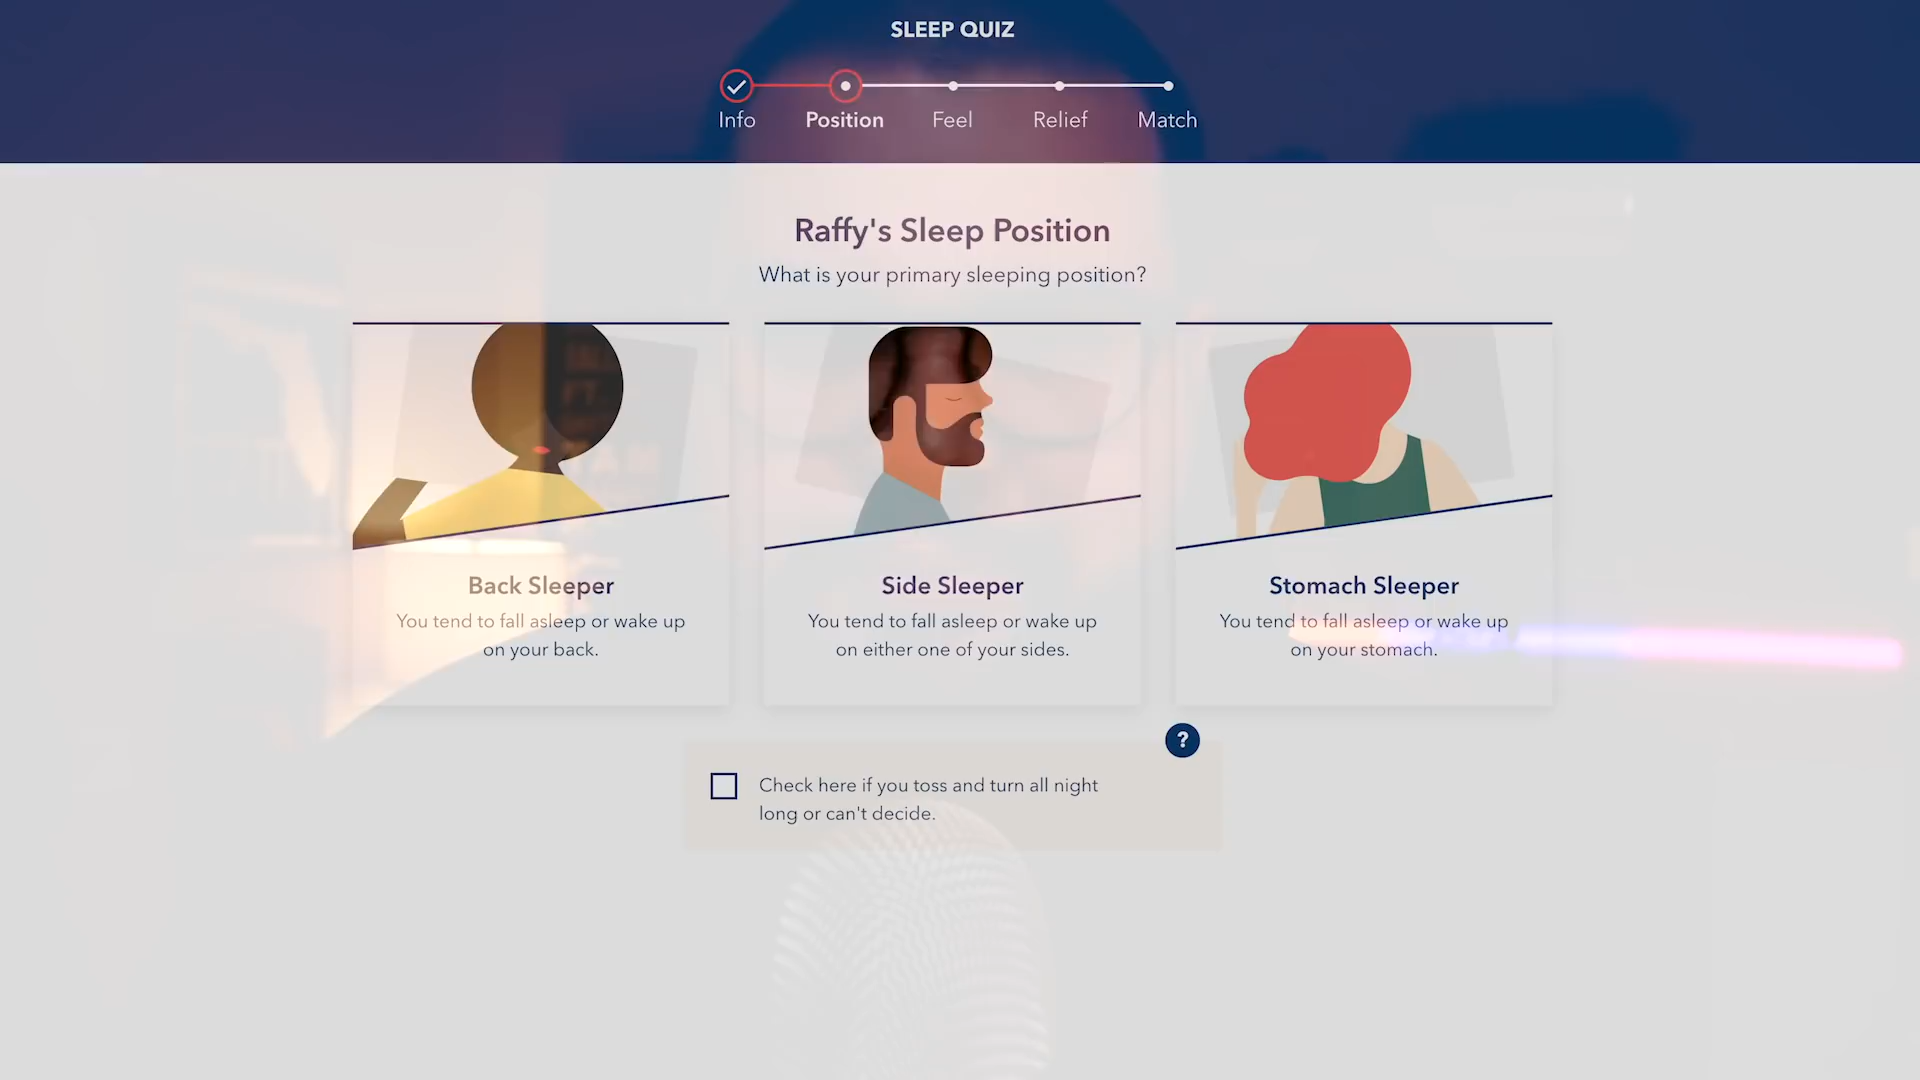 SLEEP QUIZ
Info Position Feel Relief Match
Raffy's Sleep Position
What is your primary sleeping position?
Back Sleeper
You tend to fall asleep or wake up
on your back.
Side Sleeper
You tend to fall asleep or wake up
on either one of your sides.
Stomach Sleeper
You tend to fall asleep or wake up
on your stomach.
?
Check here if you toss and turn all night
long or can't decide.